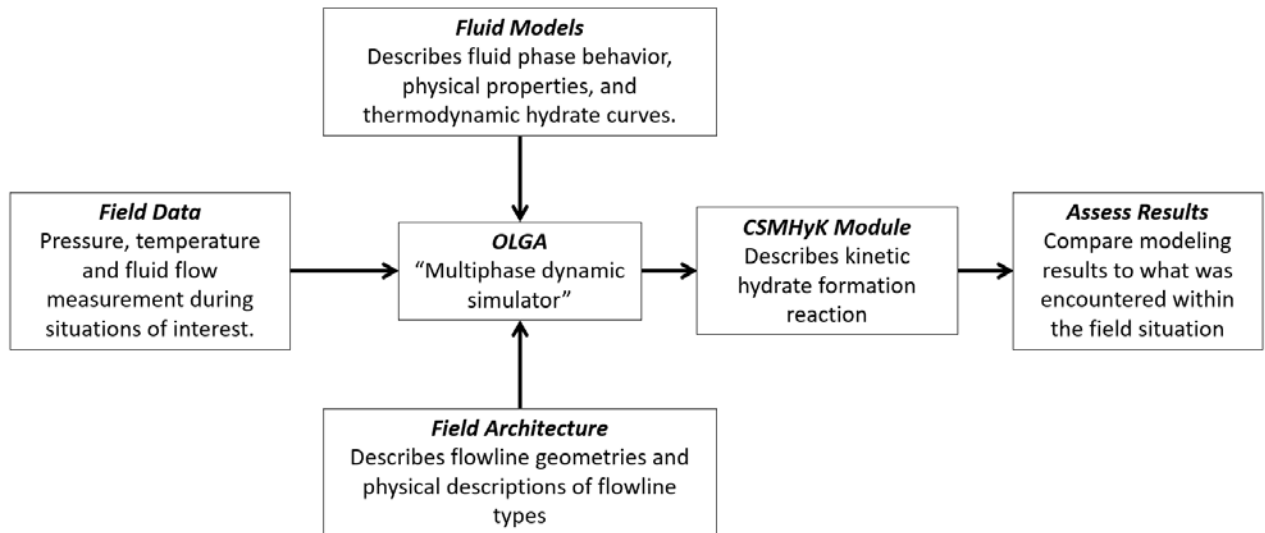 Fluid Models
Describes fluid phase behavior,
physical properties, and
thermodynamic hydrate curves.
Field Data
Pressure, temperature
and fluid flow
measurement during
situations of interest.
OLGA
“Multiphase dynamic
simulator”
CSMHyK Module
Describes kinetic
hydrate formation
reaction
Assess Results
Compare modeling
results to what was
encountered within
the field situation
Field Architecture
Describes flowline geometries and
physical descriptions of flowline
types